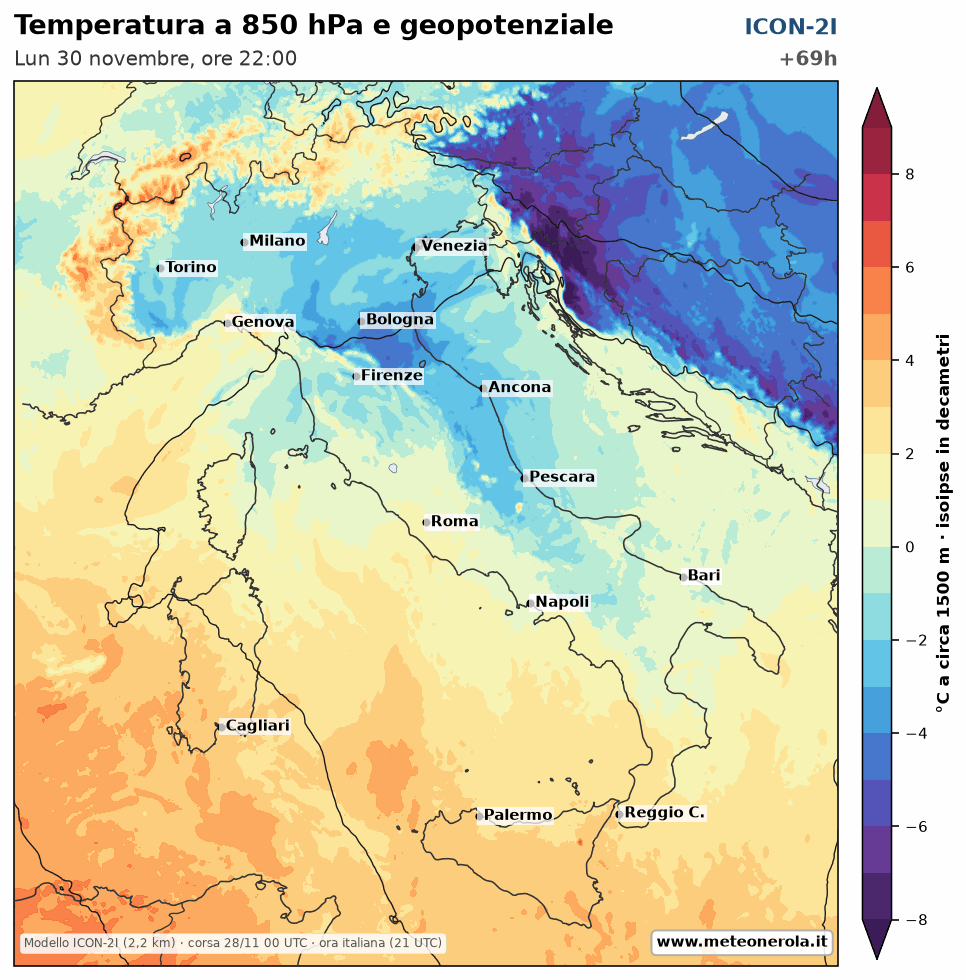 Temperatura a 850 hPa e geopotenziale
ICON-2I
Lun 30 novembre, ore 22:00
+69h
Milano
Venezia
Torino
Genova
Bologna
Firenze
Ancona
Pescara
Roma
Bari
Napoli
Cagliari
Palermo
Reggio C.
8
6
4
2
0
−2
−4
−6
−8
°C a circa 1500 m · isoipse in decametri
Modello ICON-2I (2,2 km) · corsa 28/11 00 UTC · ora italiana (21 UTC)
www.meteonerola.it